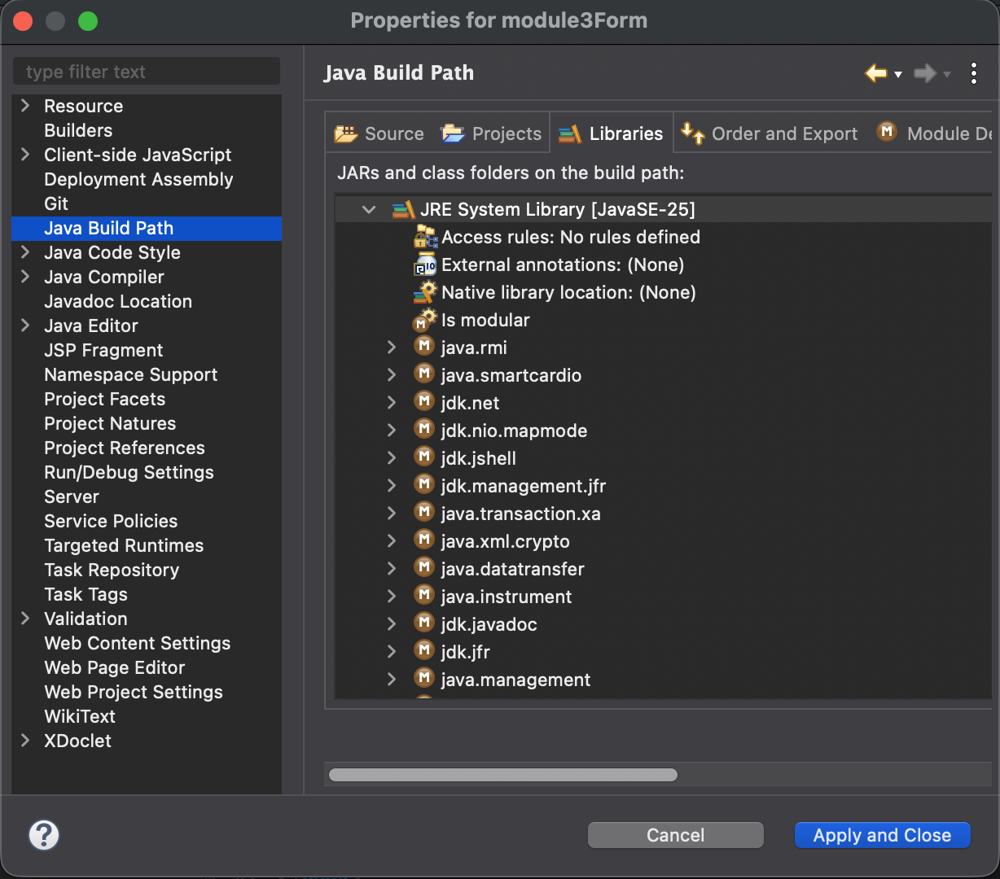 Properties for module3Form
type filter text
Resource
Builders
Client-side JavaScript
Deployment Assembly
Git
Java Build Path
Java Code Style
Java Compiler
Javadoc Location
Java Editor
JSP Fragment
Namespace Support
Project Facets
Project Natures
Project References
Run/Debug Settings
Server
Service Policies
Targeted Runtimes
Task Repository
Task Tags
Validation
Web Content Settings
Web Page Editor
Web Project Settings
WikiText
XDoclet
Java Build Path
Source Projects Libraries Order and Export Module De
JARs and class folders on the build path:
JRE System Library [JavaSE-25]
Access rules: No rules defined
External annotations: (None)
Native library location: (None)
Is modular
java.rmi
java.smartcardio
jdk.net
jdk.nio.mapmode
jdk.jshell
jdk.management.jfr
java.transaction.xa
java.xml.crypto
java.datatransfer
java.instrument
jdk.javadoc
jdk.jfr
java.management
Cancel Apply and Close